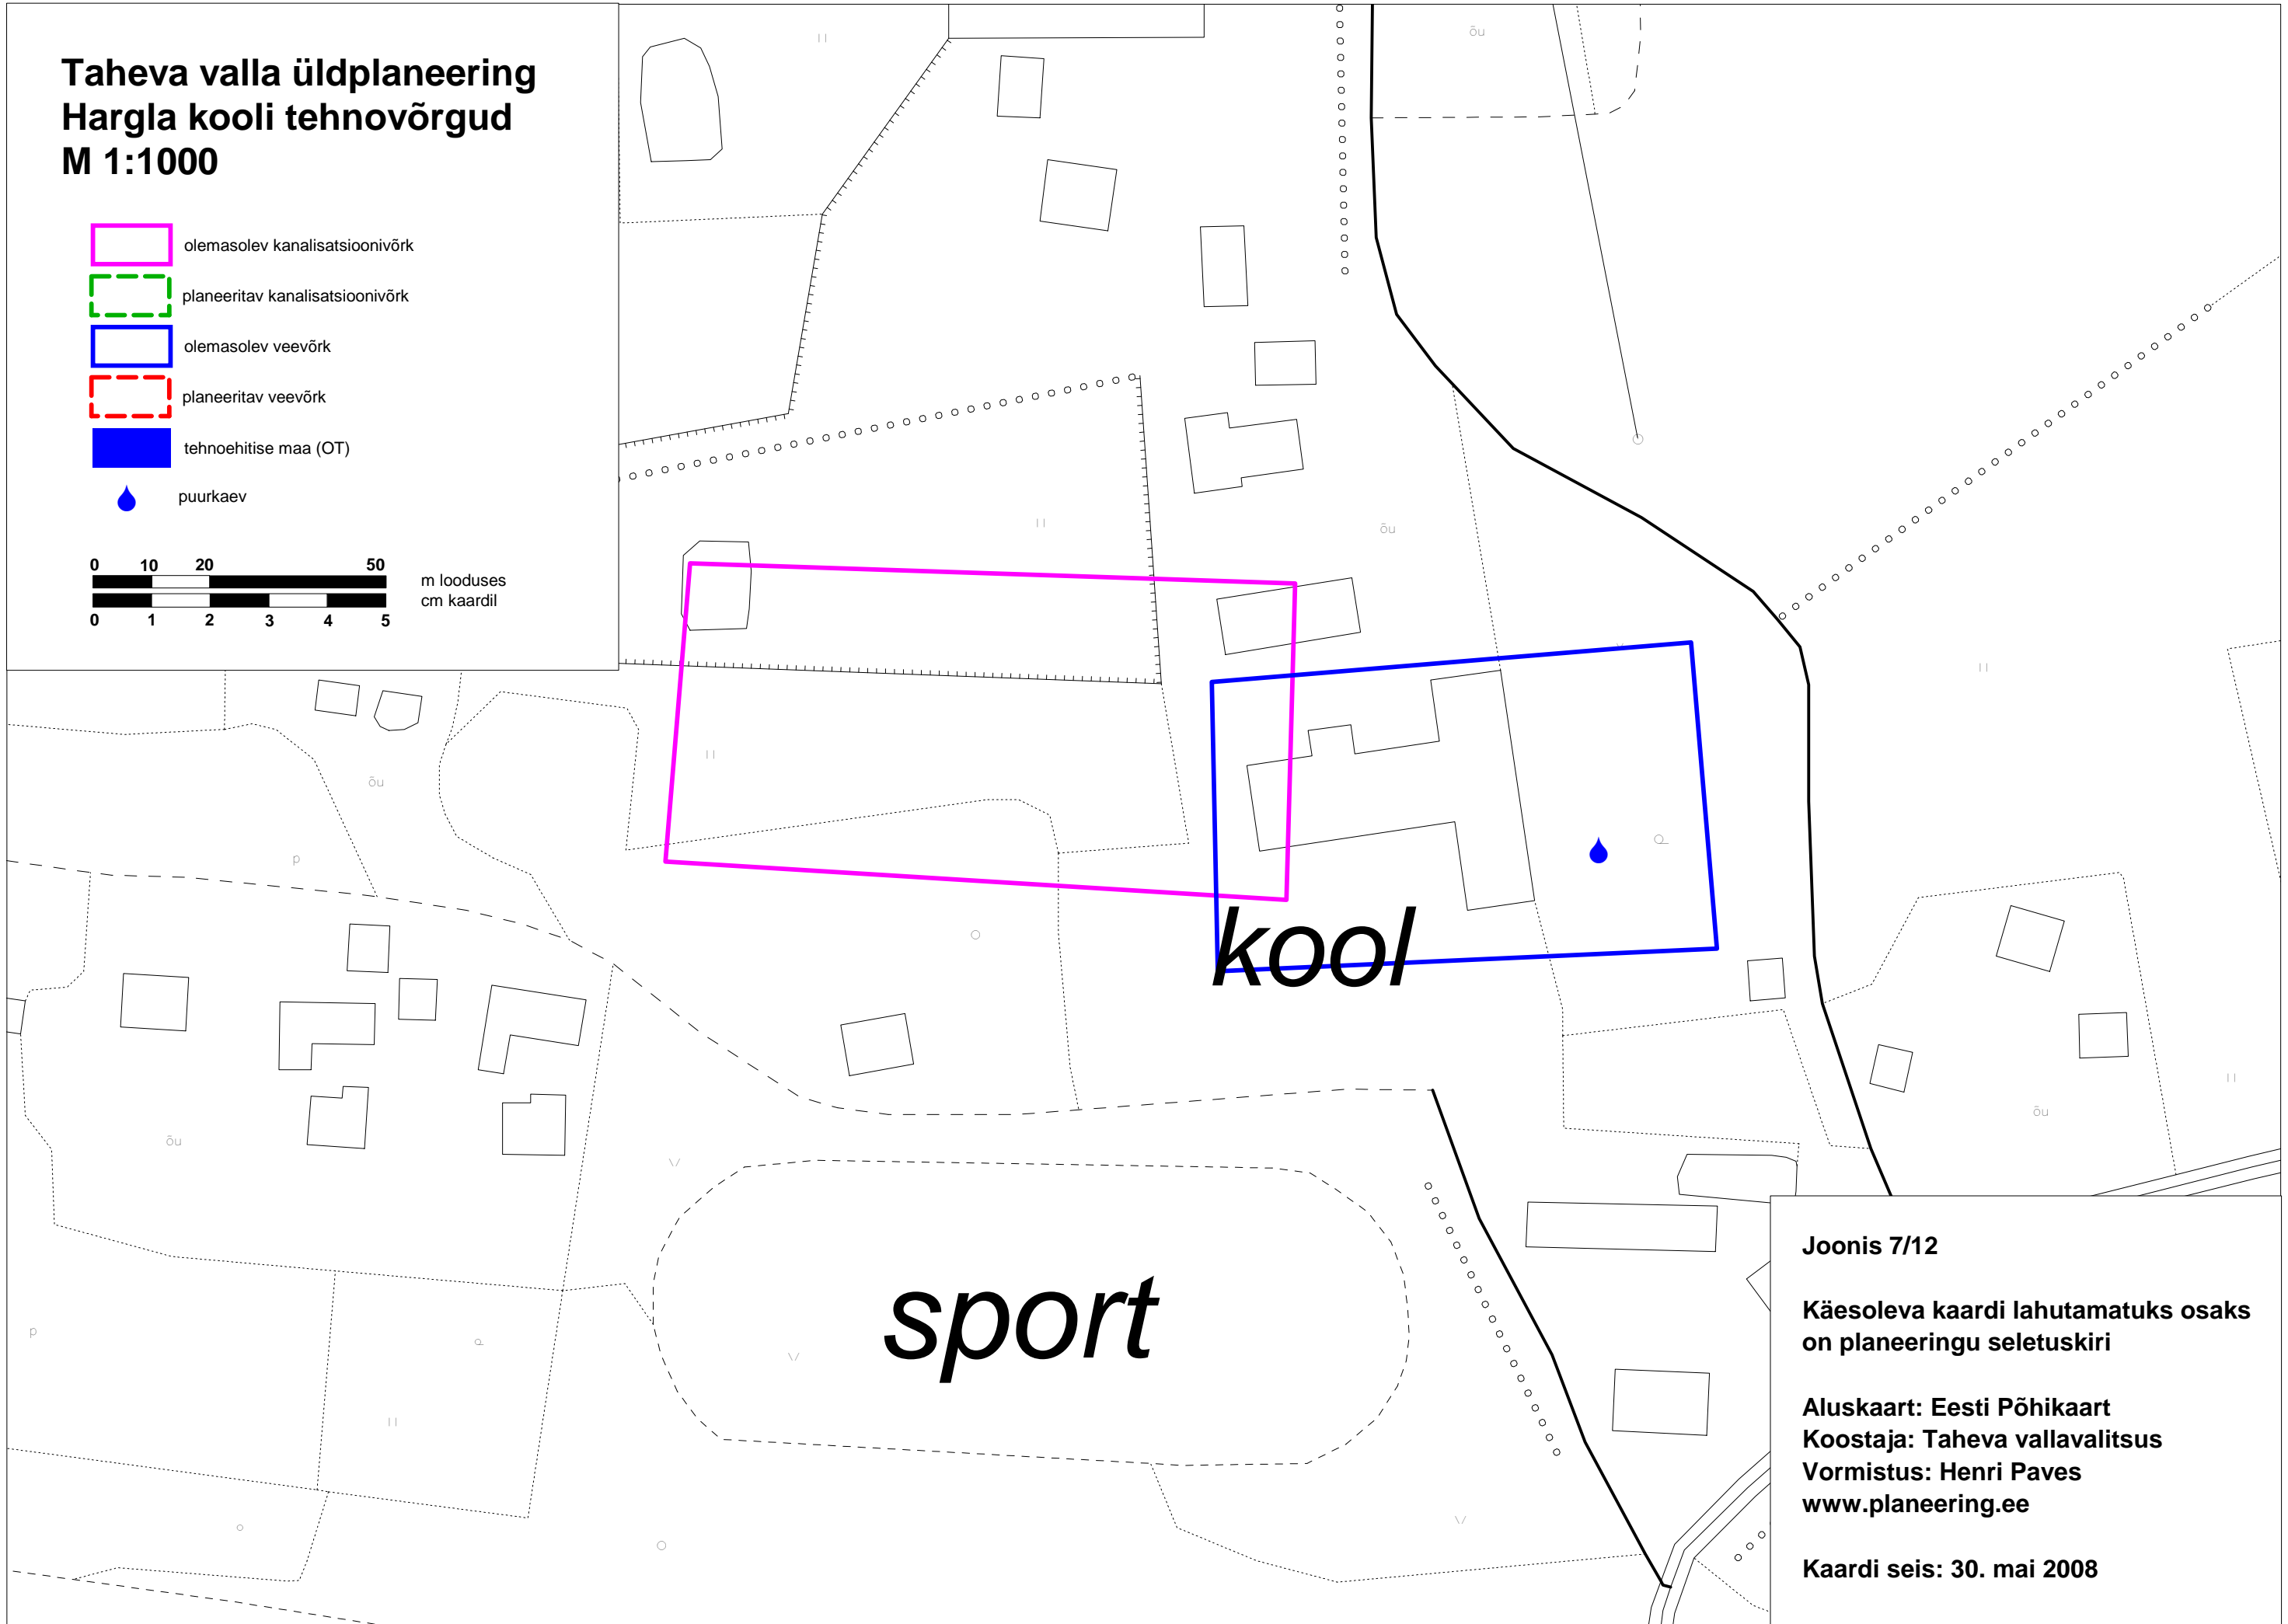 Taheva valla üldplaneering
Hargla kooli tehnovõrgud
M 1:1000
olemasolev kanalisatsioonivõrk
planeeritav kanalisatsioonivõrk
olemasolev veevõrk
planeeritav veevõrk
tehnoehitise maa (OT)
puurkaev
0 10 20 50
m looduses
cm kaardil
0 1 2 3 4 5
õu
õu
õu
p
kool
õu
õu
sport
p
Joonis 7/12
Käesoleva kaardi lahutamatuks osaks
on planeeringu seletuskiri
Aluskaart: Eesti Põhikaart
Koostaja: Taheva vallavalitsus
Vormistus: Henri Paves
www.planeering.ee
Kaardi seis: 30. mai 2008